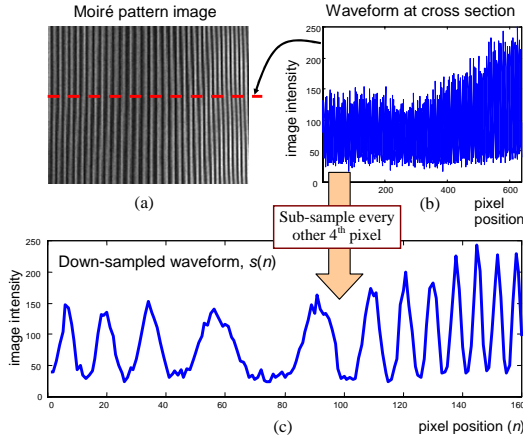 Moiré pattern image
Waveform at cross section
image intensity
250
200
150
100
50
0
0
200
400
600
(a)
(b)
pixel position
Sub-sample every
other 4th pixel
Down-sampled waveform, s(n)
image intensity
250
200
150
100
50
0
0
20
40
60
80
100
120
140
160
(c)
pixel position (n)